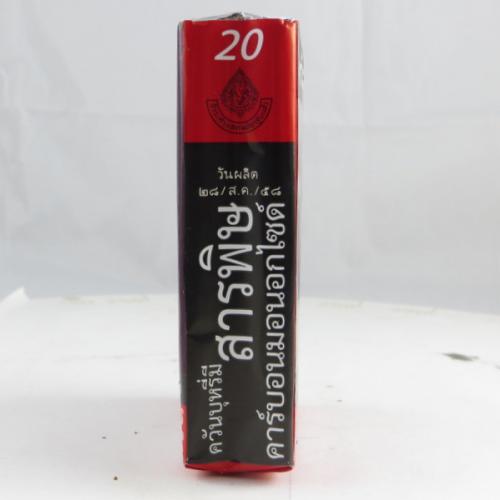 20
วันผลิต
๒๘/ส.ค./๕๘
ควันบุหรี่มี
สารพิษ
คาร์บอนมอนอกไซด์